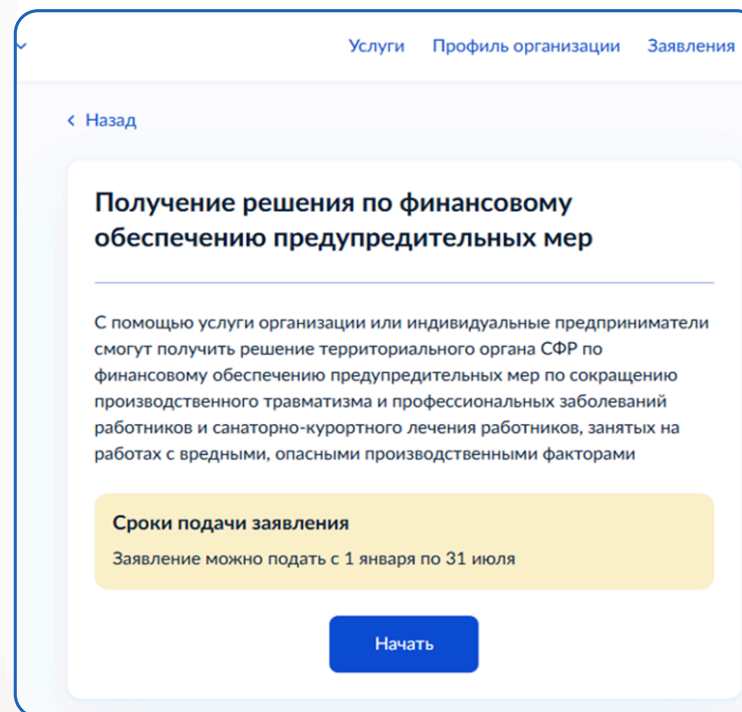 Услуги Профиль организации Заявления
Назад
Получение решения по финансовому
обеспечению предупредительных мер
С помощью услуги организации или индивидуальные предприниматели
смогут получить решение территориального органа СФР по
финансовому обеспечению предупредительных мер по сокращению
производственного травматизма и профессиональных заболеваний
работников и санаторно-курортного лечения работников, занятых на
работах с вредными, опасными производственными факторами
Сроки подачи заявления
Заявление можно подать с 1 января по 31 июля
Начать